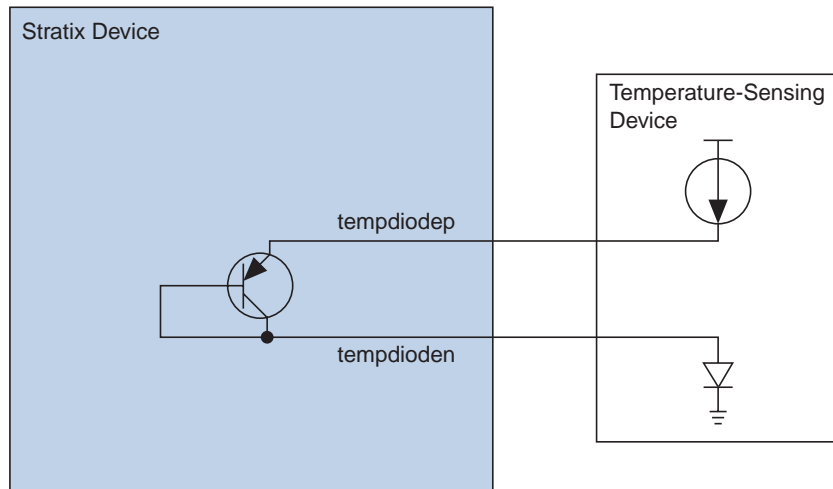 Stratix Device
Temperature-Sensing
Device
tempdiodep
tempdioden